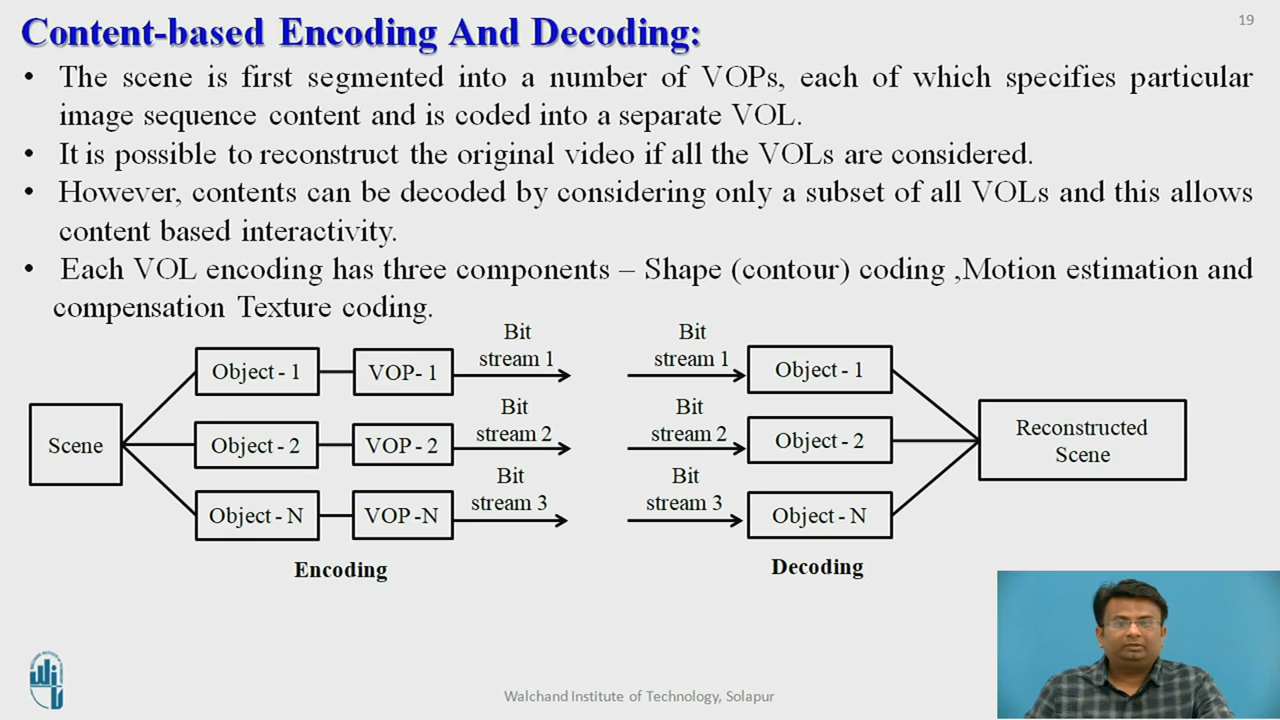 19
Content-based Encoding And Decoding:
• The scene is first segmented into a number of VOPs, each of which specifies particular
image sequence content and is coded into a separate VOL.
• It is possible to reconstruct the original video if all the VOLs are considered.
• However, contents can be decoded by considering only a subset of all VOLs and this allows
content based interactivity.
• Each VOL encoding has three components – Shape (contour) coding ,Motion estimation and
compensation Texture coding.
Scene
Object - 1
VOP- 1
Bit
stream 1
Object - 2
VOP - 2
Bit
stream 2
Object - N
VOP -N
Bit
stream 3
Encoding
Bit
stream 1
Object - 1
Bit
stream 2
Object - 2
Bit
stream 3
Object - N
Reconstructed
Scene
Decoding
Walchand Institute of Technology, Solapur